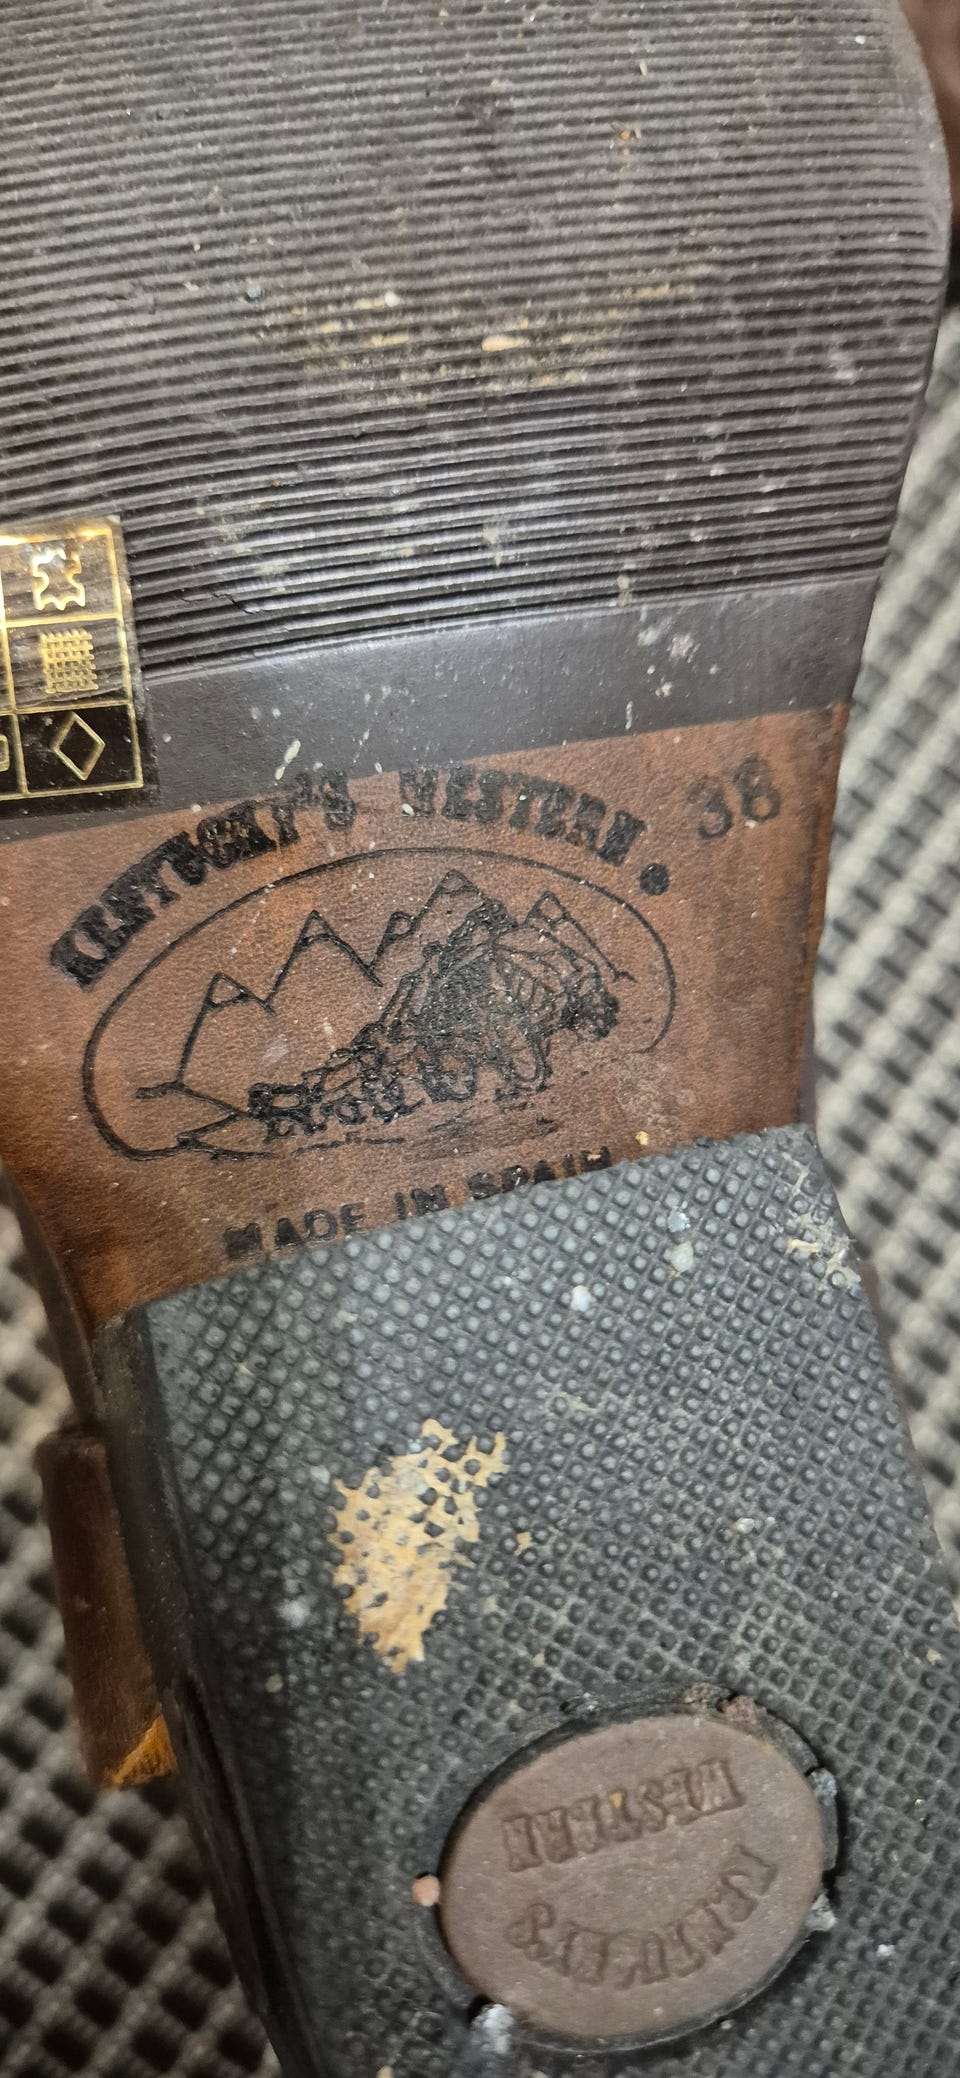 KENTUCKY'S WESTERN • 38
MADE IN SPAIN
WESTERN
KENTUCKY'S